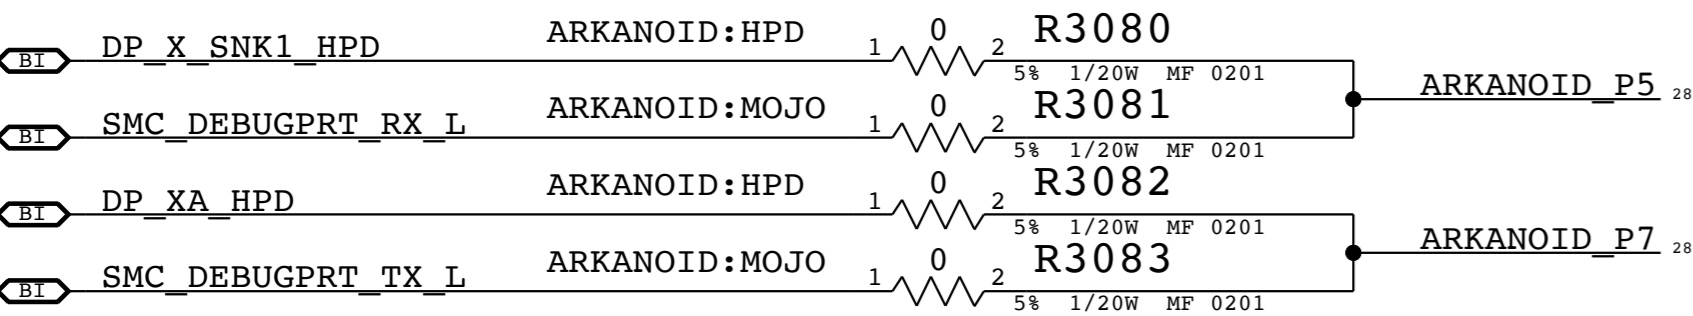 BI DP_X_SNK1_HPD ARKANOID:HPD 1 0 2 R3080
5% 1/20W MF 0201
ARKANOID_P5 28
BI SMC_DEBUGPRT_RX_L ARKANOID:MOJO 1 0 2 R3081
5% 1/20W MF 0201
BI DP_XA_HPD ARKANOID:HPD 1 0 2 R3082
5% 1/20W MF 0201
ARKANOID_P7 28
BI SMC_DEBUGPRT_TX_L ARKANOID:MOJO 1 0 2 R3083
5% 1/20W MF 0201